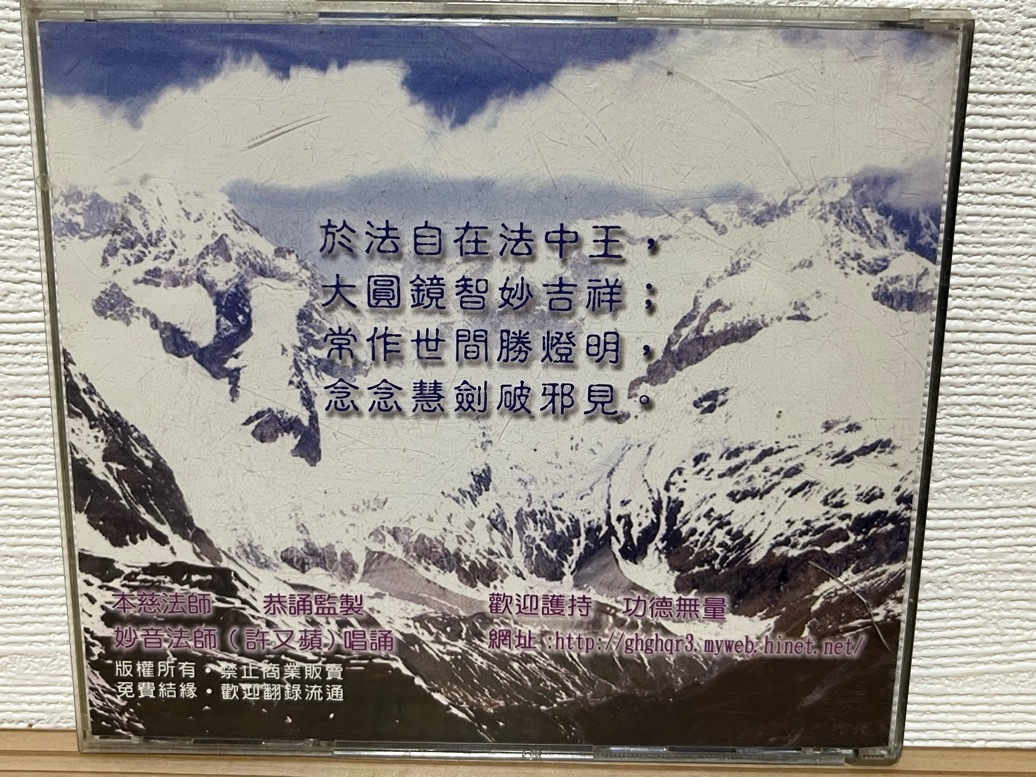 於法自在法中王，
大圓鏡智妙吉祥；
常作世間勝燈明，
念念慧劍破邪見。
本慈法師　恭誦監製
妙音法師（許又蘋）唱誦
版權所有・禁止商業販賣
免費結緣・歡迎翻錄流通
歡迎護持　功德無量
網址:http://ghghqr3.myweb.hinet.net/